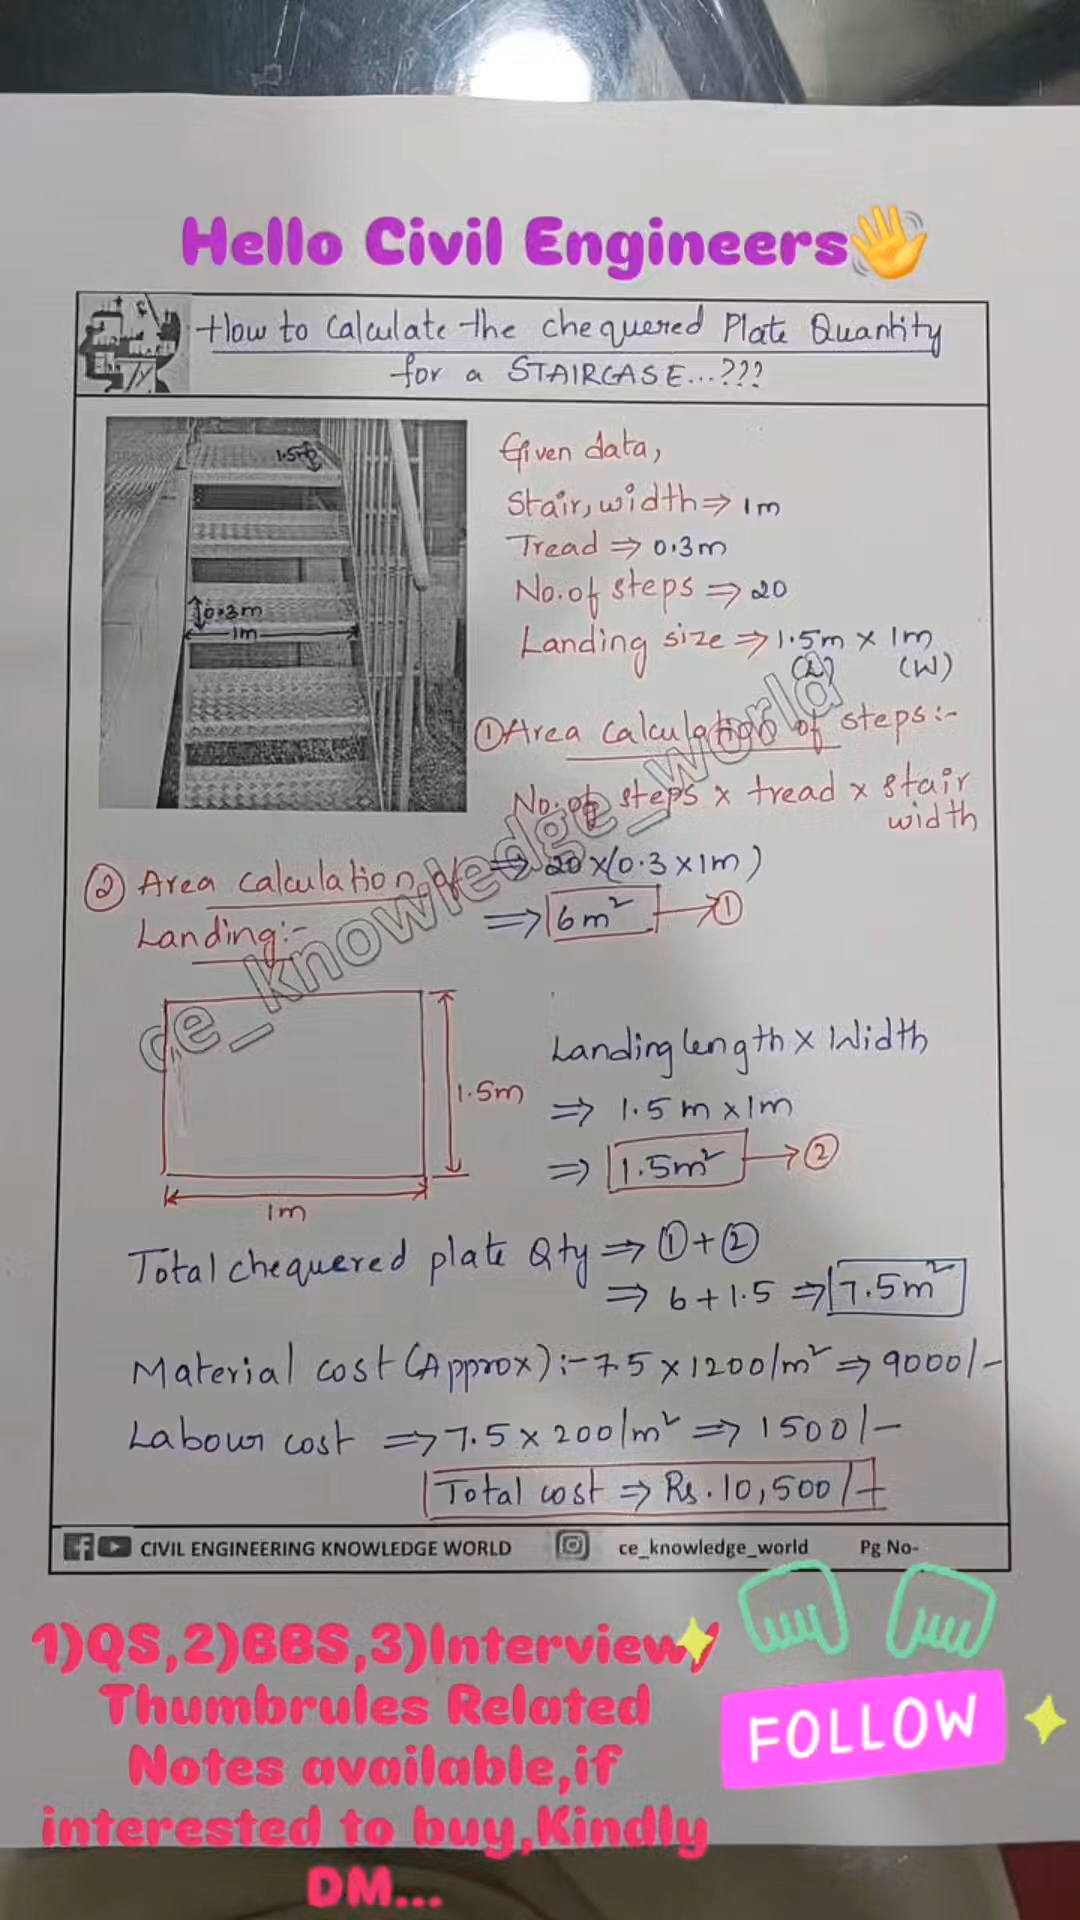 Hello Civil Engineers👋
How to Calculate the chequered Plate Quantity
for a STAIRCASE...???
1.5m
0.3m
1m
Given data,
Stair, width ⇒ 1m
Tread ⇒ 0.3m
No. of steps ⇒ 20
Landing size ⇒ 1.5m × 1m
(L) (W)
① Area calculation of steps:-
No. of steps × tread × stair
width
⇒ 20 × (0.3 × 1m)
⇒ 6m² → ①
② Area calculation of
Landing:-
ce_knowledge_world
1.5m
1m
Landing length × Width
⇒ 1.5 m × 1m
⇒ 1.5m² → ②
Total chequered plate Qty ⇒ ① + ②
⇒ 6 + 1.5 ⇒ 7.5m²
Material cost (Approx):- 7.5 × 1200/m² ⇒ 9000/-
Labour cost ⇒ 7.5 × 200/m² ⇒ 1500/-
Total cost ⇒ Rs. 10,500/-
CIVIL ENGINEERING KNOWLEDGE WORLD ce_knowledge_world Pg No-
1)QS,2)BBS,3)Interview/
Thumbrules Related
Notes available,if
interested to buy,Kindly
DM...
FOLLOW